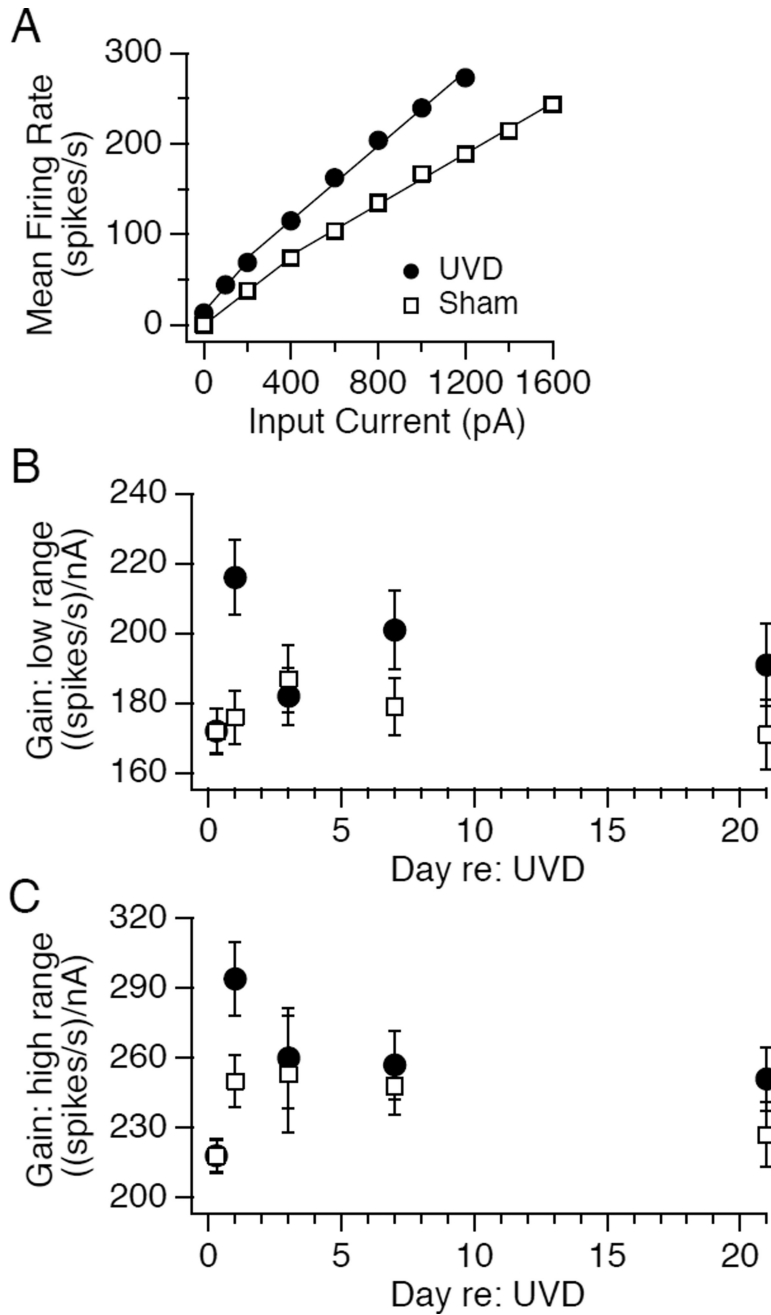 A
Mean Firing Rate
(spikes/s)
300
200
100
0
UVD
Sham
0 400 800 1200 1600
Input Current (pA)
B
Gain: low range
((spikes/s)/nA)
240
220
200
180
160
0 5 10 15 20
Day re: UVD
C
Gain: high range
((spikes/s)/nA)
320
290
260
230
200
0 5 10 15 20
Day re: UVD